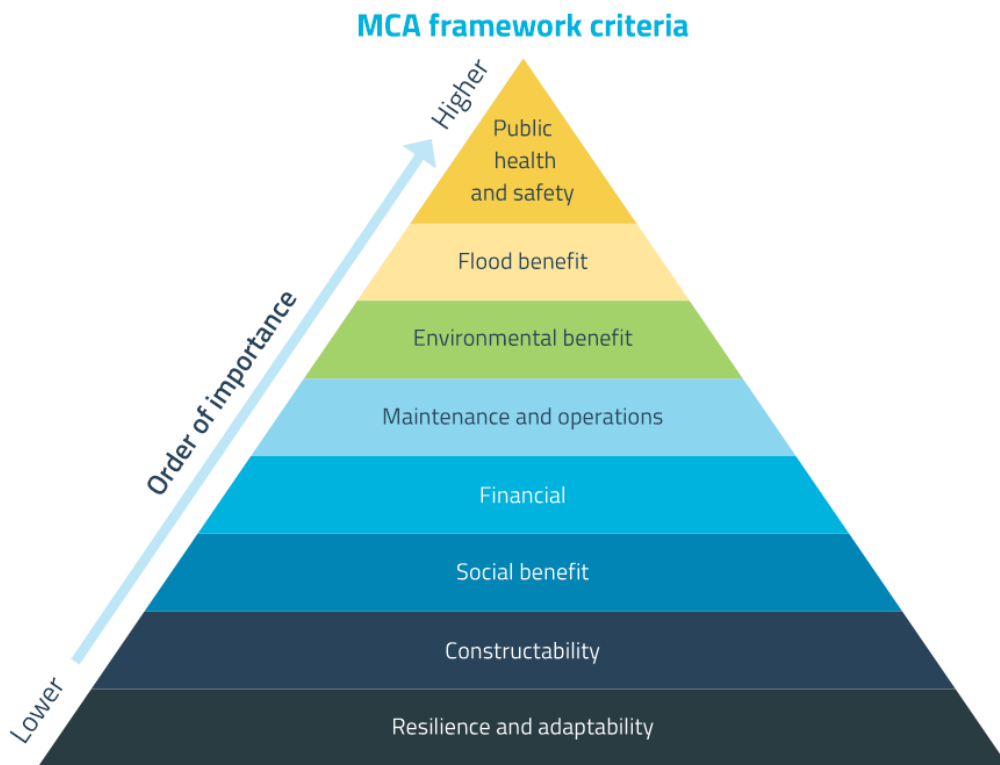 MCA framework criteria
Higher
Public
health
and safety
Flood benefit
Environmental benefit
Order of importance
Maintenance and operations
Financial
Social benefit
Constructability
Lower
Resilience and adaptability